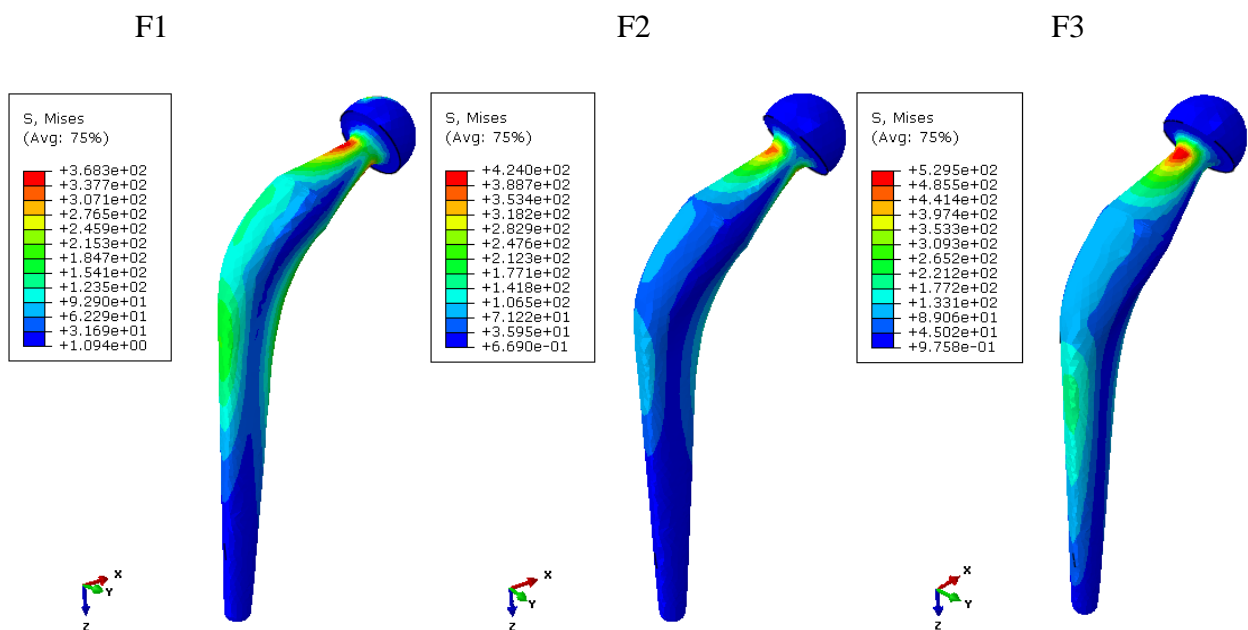 F1
F2
F3
S, Mises
(Avg: 75%)
+3.683e+02
+3.377e+02
+3.071e+02
+2.765e+02
+2.459e+02
+2.153e+02
+1.847e+02
+1.541e+02
+1.235e+02
+9.290e+01
+6.229e+01
+3.169e+01
+1.094e+00
S, Mises
(Avg: 75%)
+4.240e+02
+3.887e+02
+3.534e+02
+3.182e+02
+2.829e+02
+2.476e+02
+2.123e+02
+1.771e+02
+1.418e+02
+1.065e+02
+7.122e+01
+3.595e+01
+6.690e-01
S, Mises
(Avg: 75%)
+5.295e+02
+4.855e+02
+4.414e+02
+3.974e+02
+3.533e+02
+3.093e+02
+2.652e+02
+2.212e+02
+1.772e+02
+1.331e+02
+8.906e+01
+4.502e+01
+9.758e-01
X
Y
Z
X
Y
Z
X
Y
Z